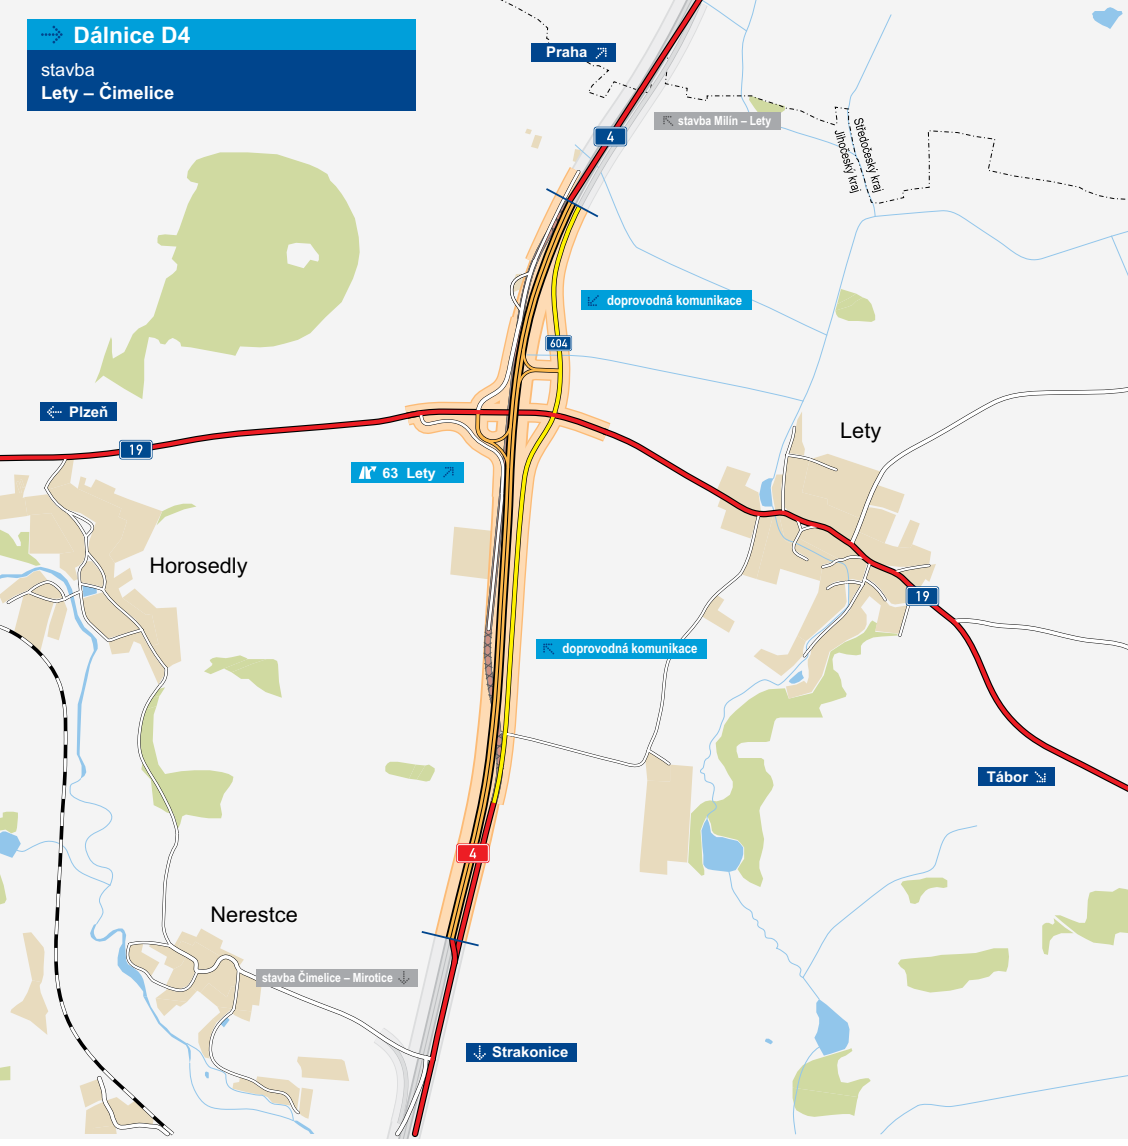 Dálnice D4
stavba
Lety – Čimelice
Praha
stavba Milín – Lety
4
Středočeský kraj
Jihočeský kraj
doprovodná komunikace
604
Plzeň
19
63 Lety
Lety
Horosedly
19
doprovodná komunikace
Tábor
4
Nerestce
stavba Čimelice – Mirotice
Strakonice